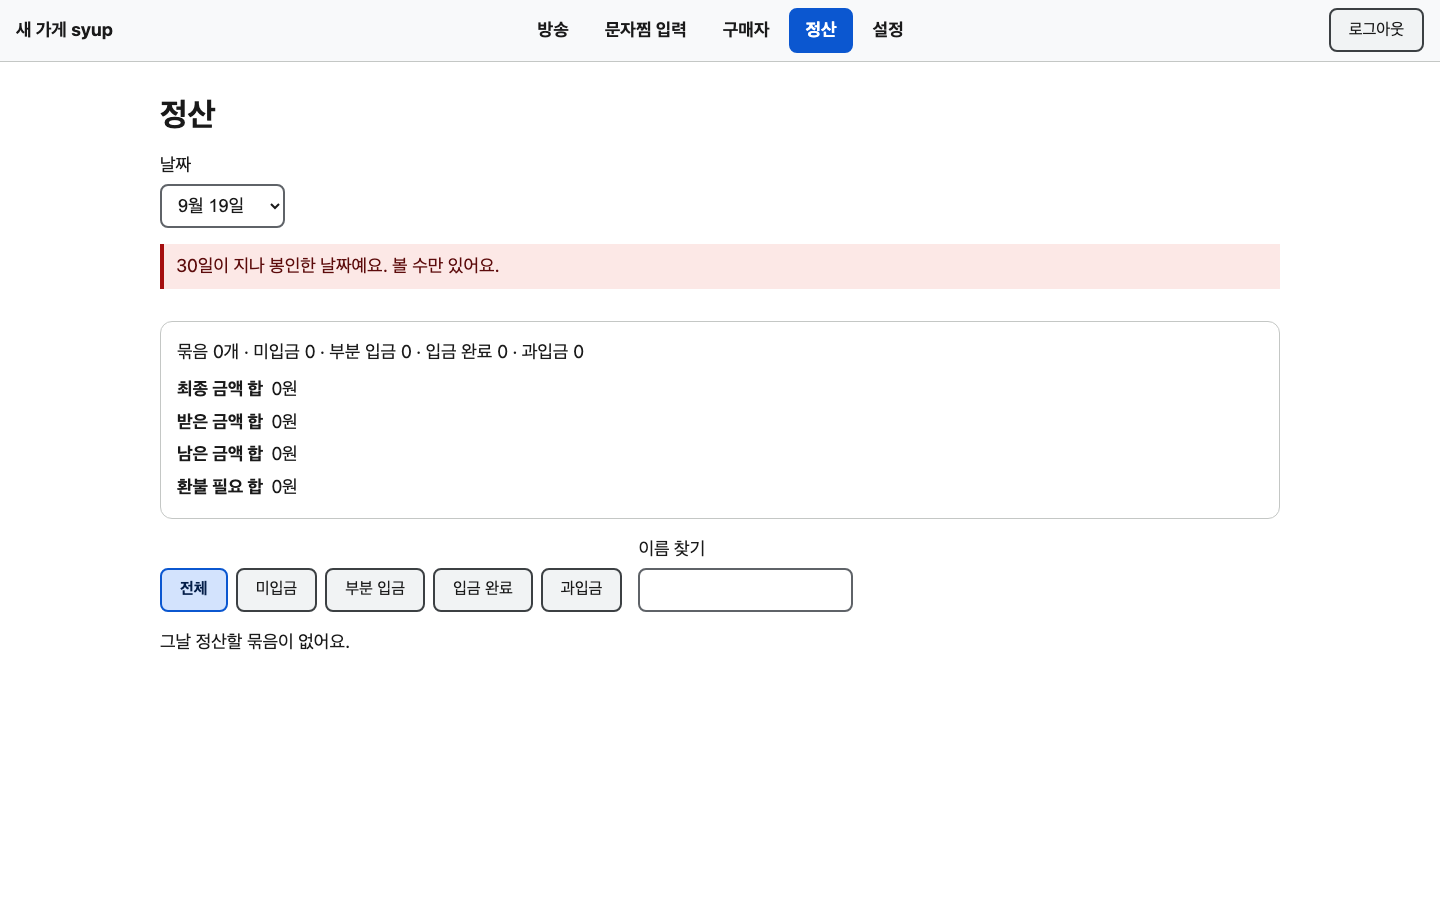 새 가게 syup
방송 문자찜 입력 구매자 정산 설정
로그아웃
정산
날짜
9월 19일
30일이 지나 봉인한 날짜예요. 볼 수만 있어요.
묶음 0개 · 미입금 0 · 부분 입금 0 · 입금 완료 0 · 과입금 0
최종 금액 합 0원
받은 금액 합 0원
남은 금액 합 0원
환불 필요 합 0원
이름 찾기
전체 미입금 부분 입금 입금 완료 과입금
그날 정산할 묶음이 없어요.